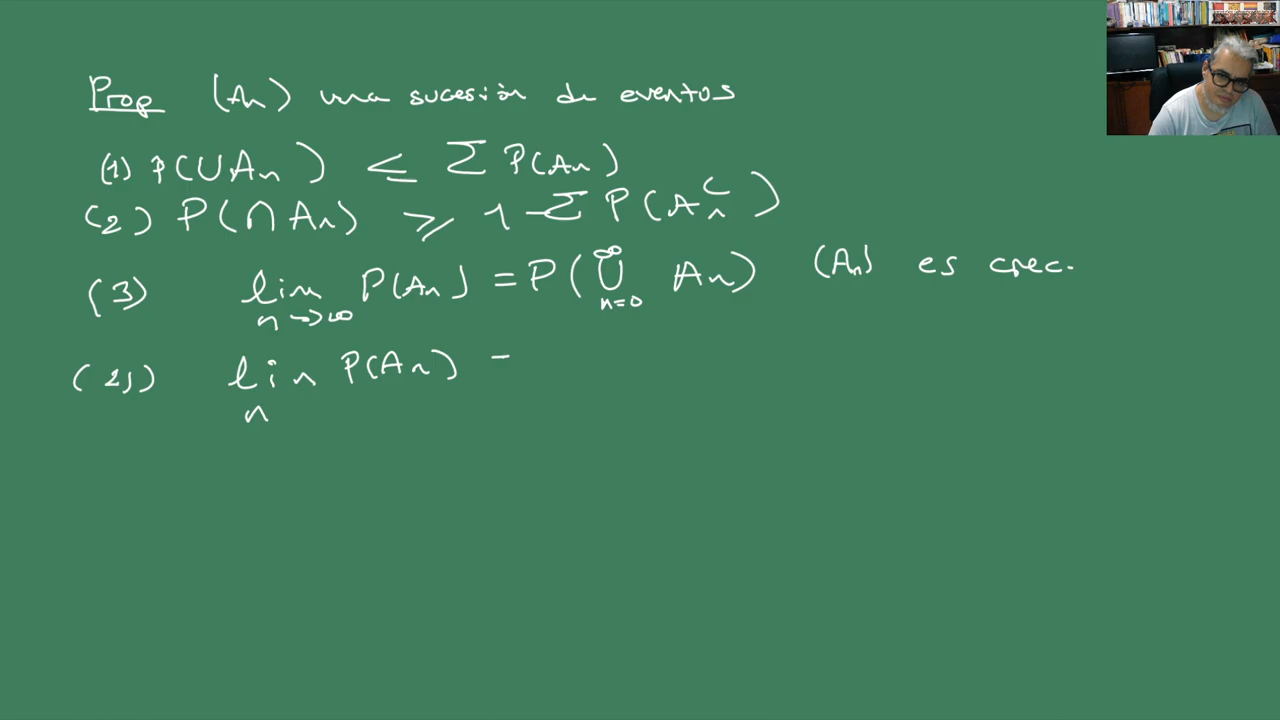 Prop (An) una sucesión de eventos
(1) P(∪An) ≤ Σ P(An)
(2) P(∩ An) ≥ 1 - Σ P(Anᶜ)
(3) lim n→∞ P(An) = P(∪ n=0 ∞ An) (An) es crec.
(4) lim n P(An) =